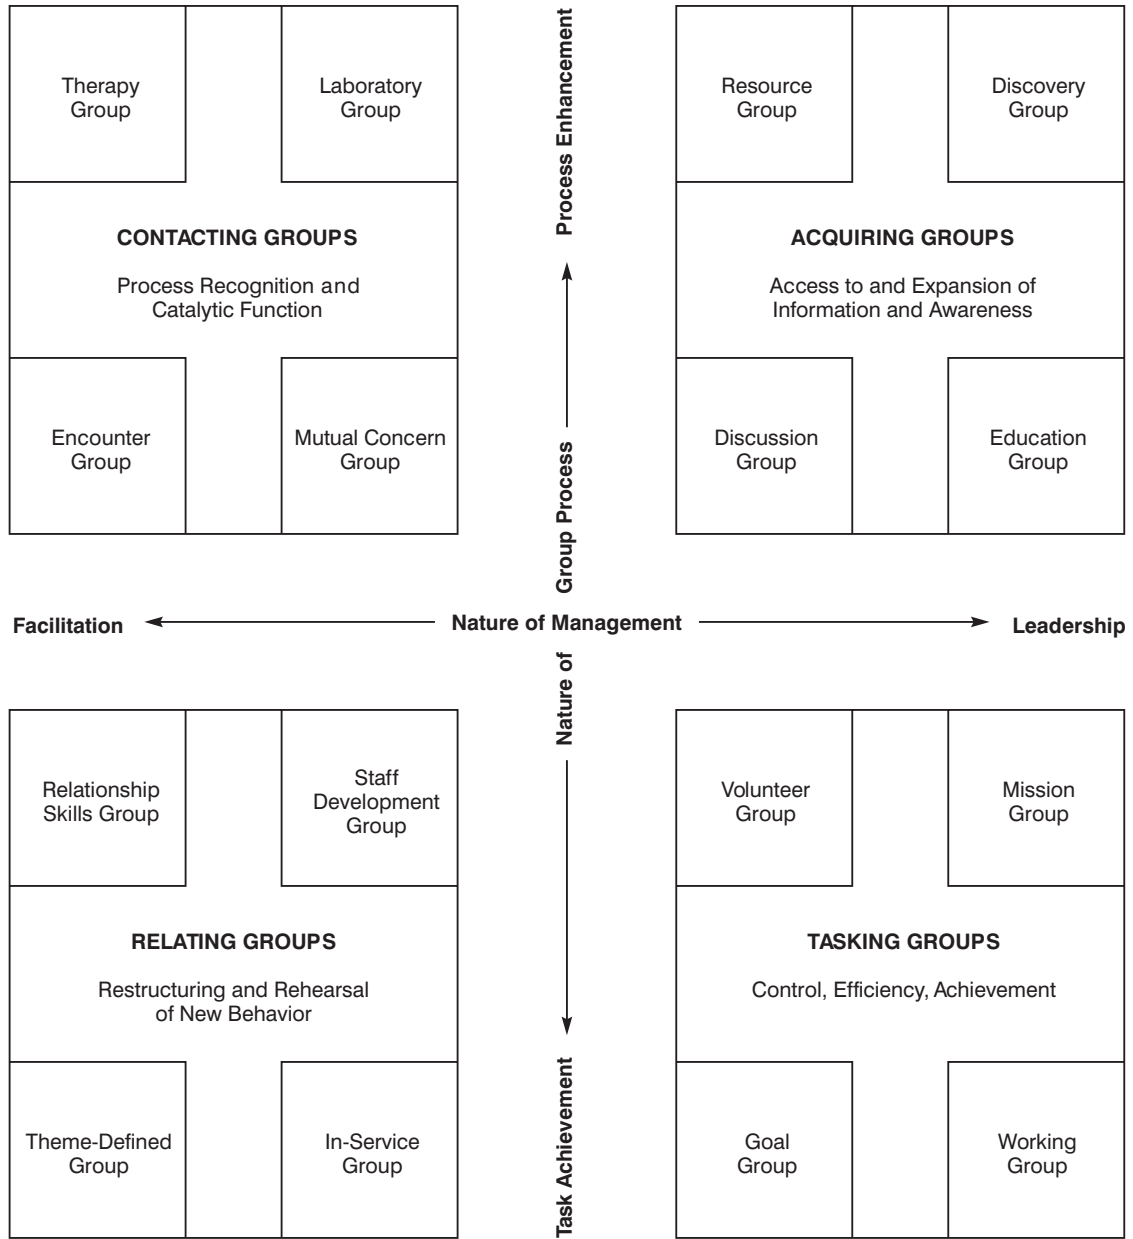 Therapy
Group
Laboratory
Group
CONTACTING GROUPS
Process Recognition and
Catalytic Function
Encounter
Group
Mutual Concern
Group
Process Enhancement
Group Process
Resource
Group
Discovery
Group
ACQUIRING GROUPS
Access to and Expansion of
Information and Awareness
Discussion
Group
Education
Group
Facilitation
Nature of Management
Leadership
Relationship
Skills Group
Staff
Development
Group
RELATING GROUPS
Restructuring and Rehearsal
of New Behavior
Theme-Defined
Group
In-Service
Group
Nature of
Task Achievement
Volunteer
Group
Mission
Group
TASKING GROUPS
Control, Efficiency, Achievement
Goal
Group
Working
Group